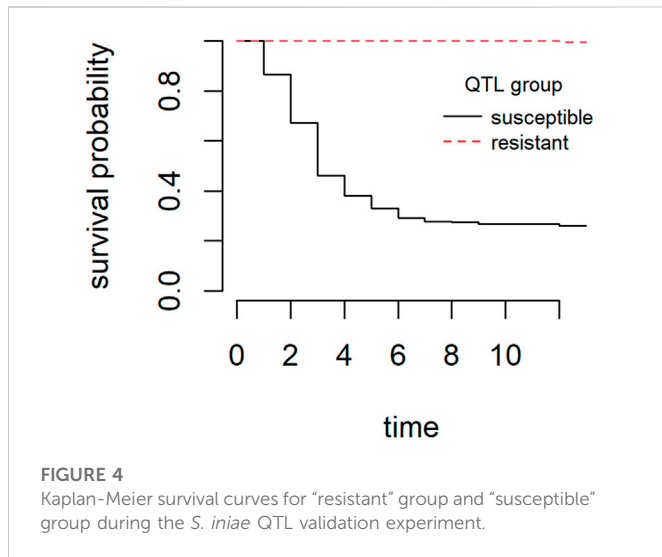 survival probability
0.8
0.4
0.0
QTL group
susceptible
resistant
0 2 4 6 8 10
time
FIGURE 4
Kaplan-Meier survival curves for “resistant” group and “susceptible”
group during the S. iniae QTL validation experiment.